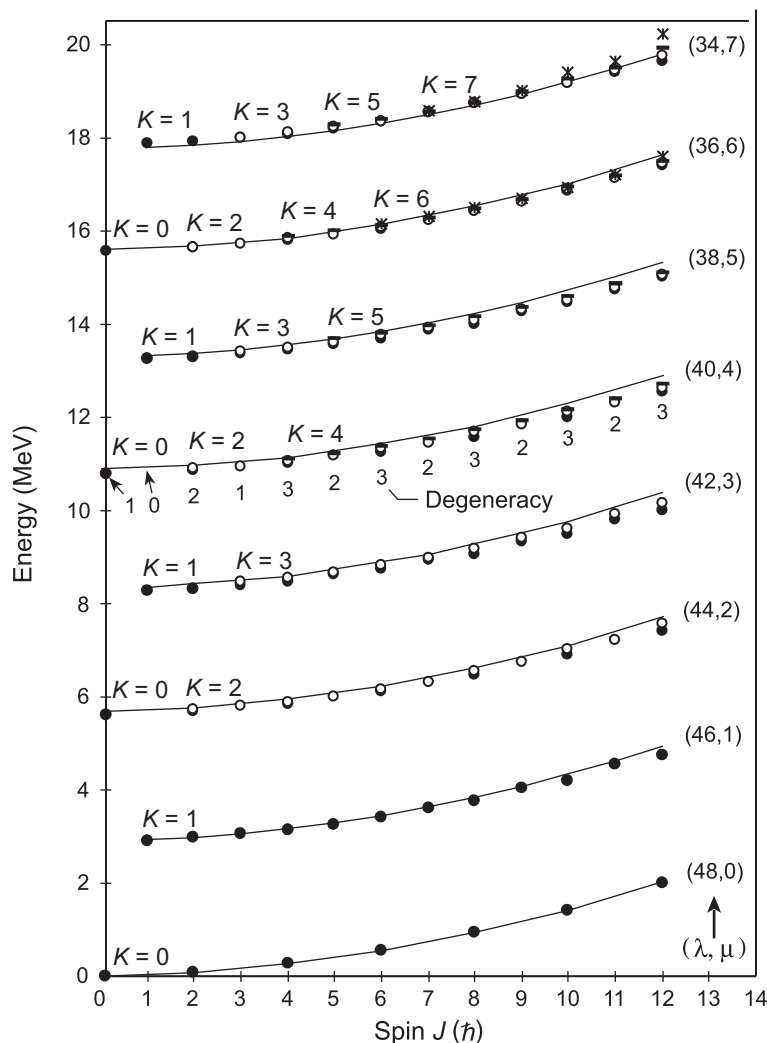 20
(34,7)
K = 7
K = 5
K = 3
K = 1
18
(36,6)
K = 6
K = 4
K = 2
K = 0
16
(38,5)
K = 5
K = 3
K = 1
14
(40,4)
K = 4
K = 2
K = 0
12
1 0 2 1 3 2 3 2 3 2 3 2 3
Degeneracy
(42,3)
10
K = 3
K = 1
8
(44,2)
K = 0 K = 2
6
(46,1)
4
K = 1
2
(48,0)
(λ, μ)
K = 0
0
0 1 2 3 4 5 6 7 8 9 10 11 12 13 14
Spin J (ℏ)
Energy (MeV)